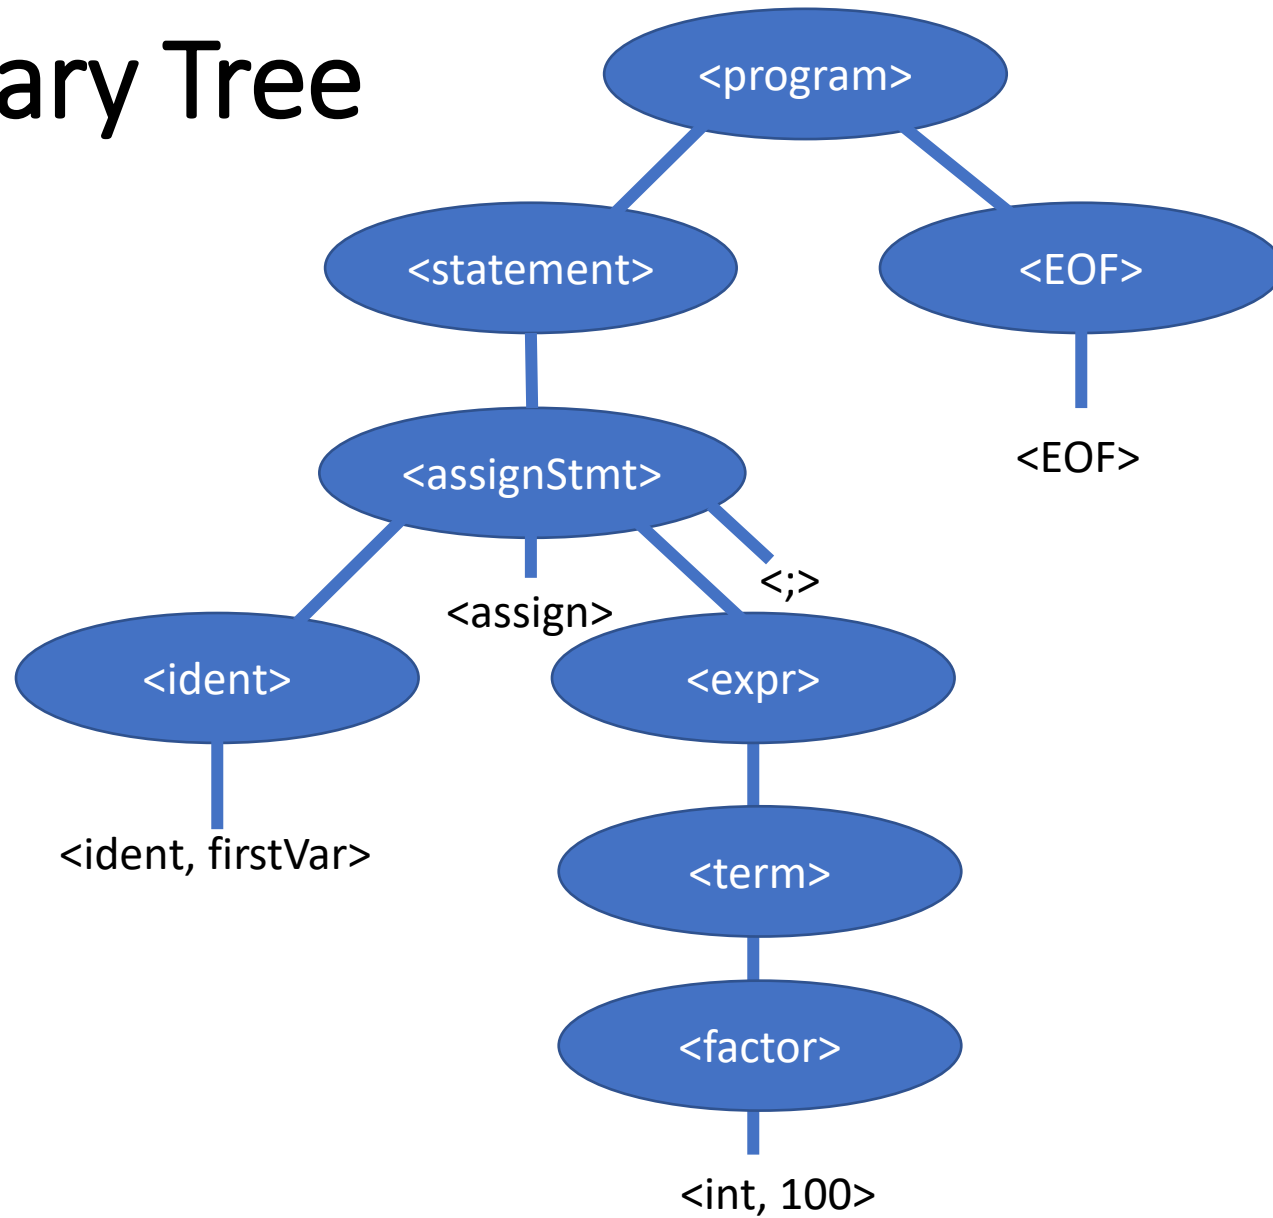 ary Tree
<program>
<statement>
<EOF>
<assignStmt>
<EOF>
<;>
<assign>
<ident>
<expr>
<ident, firstVar>
<term>
<factor>
<int, 100>